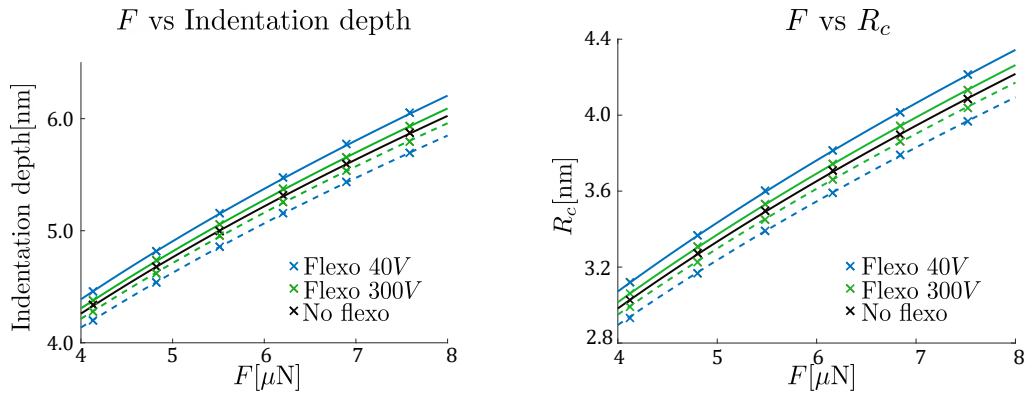 F vs Indentation depth
Indentation depth[nm]
6.0
5.0
4.0
4 5 6 7 8
F[μN]
Flexo 40V
Flexo 300V
No flexo
F vs R_c
R_c[nm]
4.4
4.0
3.6
3.2
2.8
4 5 6 7 8
F[μN]
Flexo 40V
Flexo 300V
No flexo